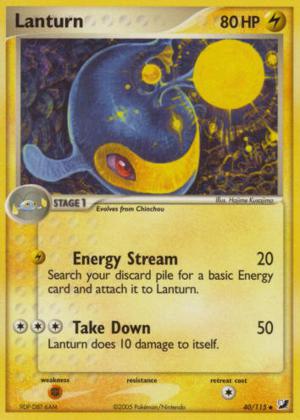 Lanturn 80 HP
Illus. Hajime Kusajima
STAGE 1
Evolves from Chinchou
Energy Stream 20
Search your discard pile for a basic Energy
card and attach it to Lanturn.
Take Down 50
Lanturn does 10 damage to itself.
weakness resistance retreat cost
©2005 Pokémon/Nintendo 40/115